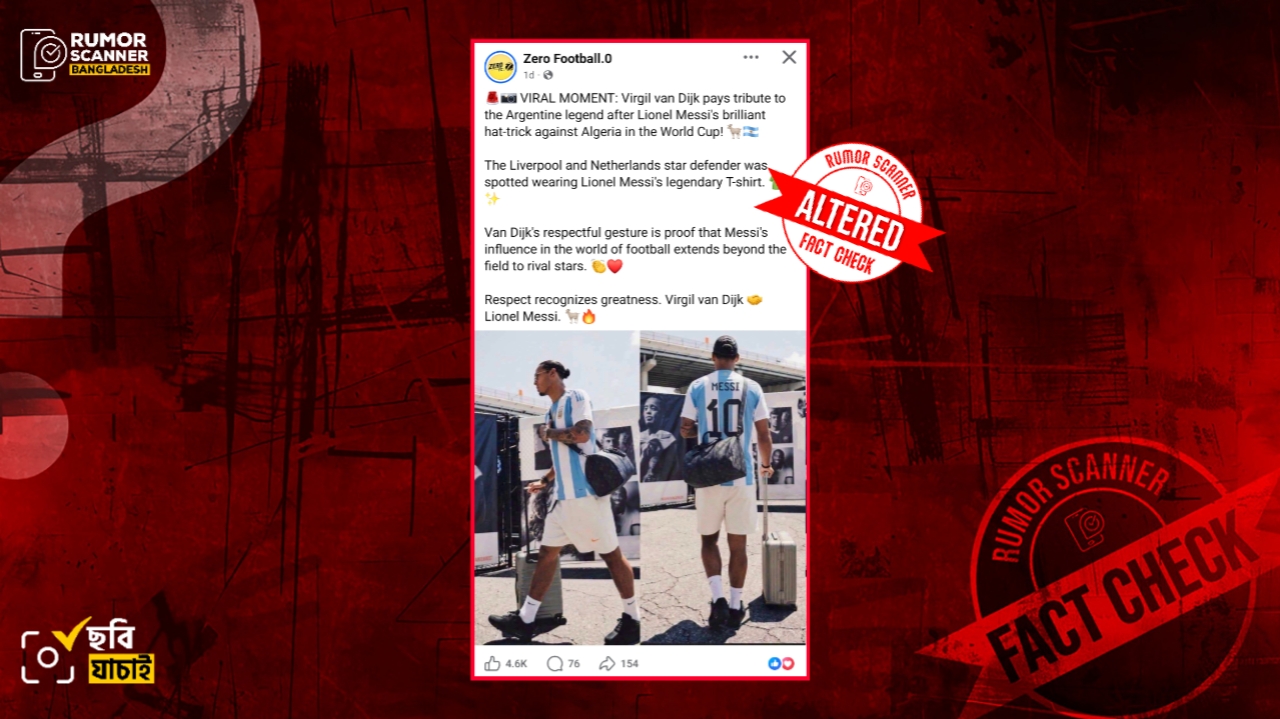 RUMOR
SCANNER
BANGLADESH
Zero Football.0
1d
🌹📷 VIRAL MOMENT: Virgil van Dijk pays tribute to
the Argentine legend after Lionel Messi's brilliant
hat-trick against Algeria in the World Cup! 🐐🇦🇷
The Liverpool and Netherlands star defender was
spotted wearing Lionel Messi's legendary T-shirt.
✨
Van Dijk's respectful gesture is proof that Messi's
influence in the world of football extends beyond the
field to rival stars. 👏❤️
Respect recognizes greatness. Virgil van Dijk 🤝
Lionel Messi. 🐐🔥
MESSI
10
4.6K 76 154
RUMOR SCANNER
ALTERED
FACT CHECK
RUMOR SCANNER
FACT CHECK
ছবি
যাচাই